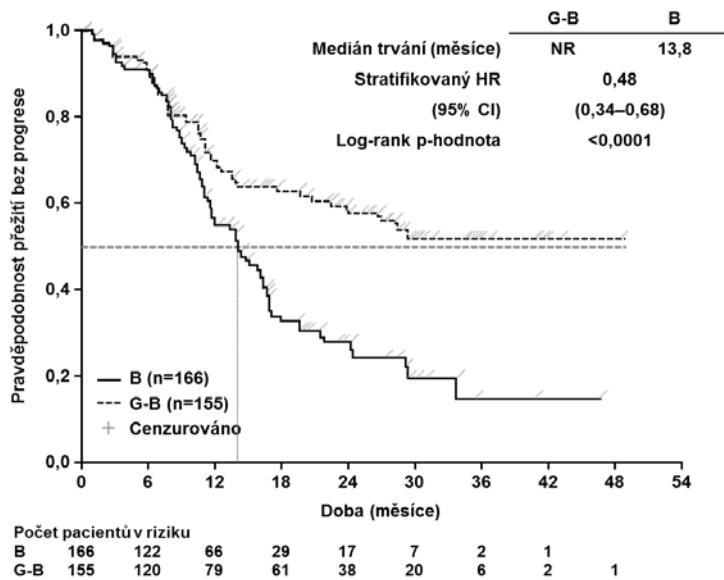 G-B B
Medián trvání (měsíce) NR 13,8
Stratifikovaný HR 0,48
(95% CI) (0,34–0,68)
Log-rank p-hodnota <0,0001
Pravděpodobnost přežití bez progrese
1,0
0,8
0,6
0,4
0,2
0,0
B (n=166)
G-B (n=155)
Cenzurováno
0 6 12 18 24 30 36 42 48 54
Doba (měsíce)
Počet pacientů v riziku
B 166 122 66 29 17 7 2 1
G-B 155 120 79 61 38 20 6 2 1